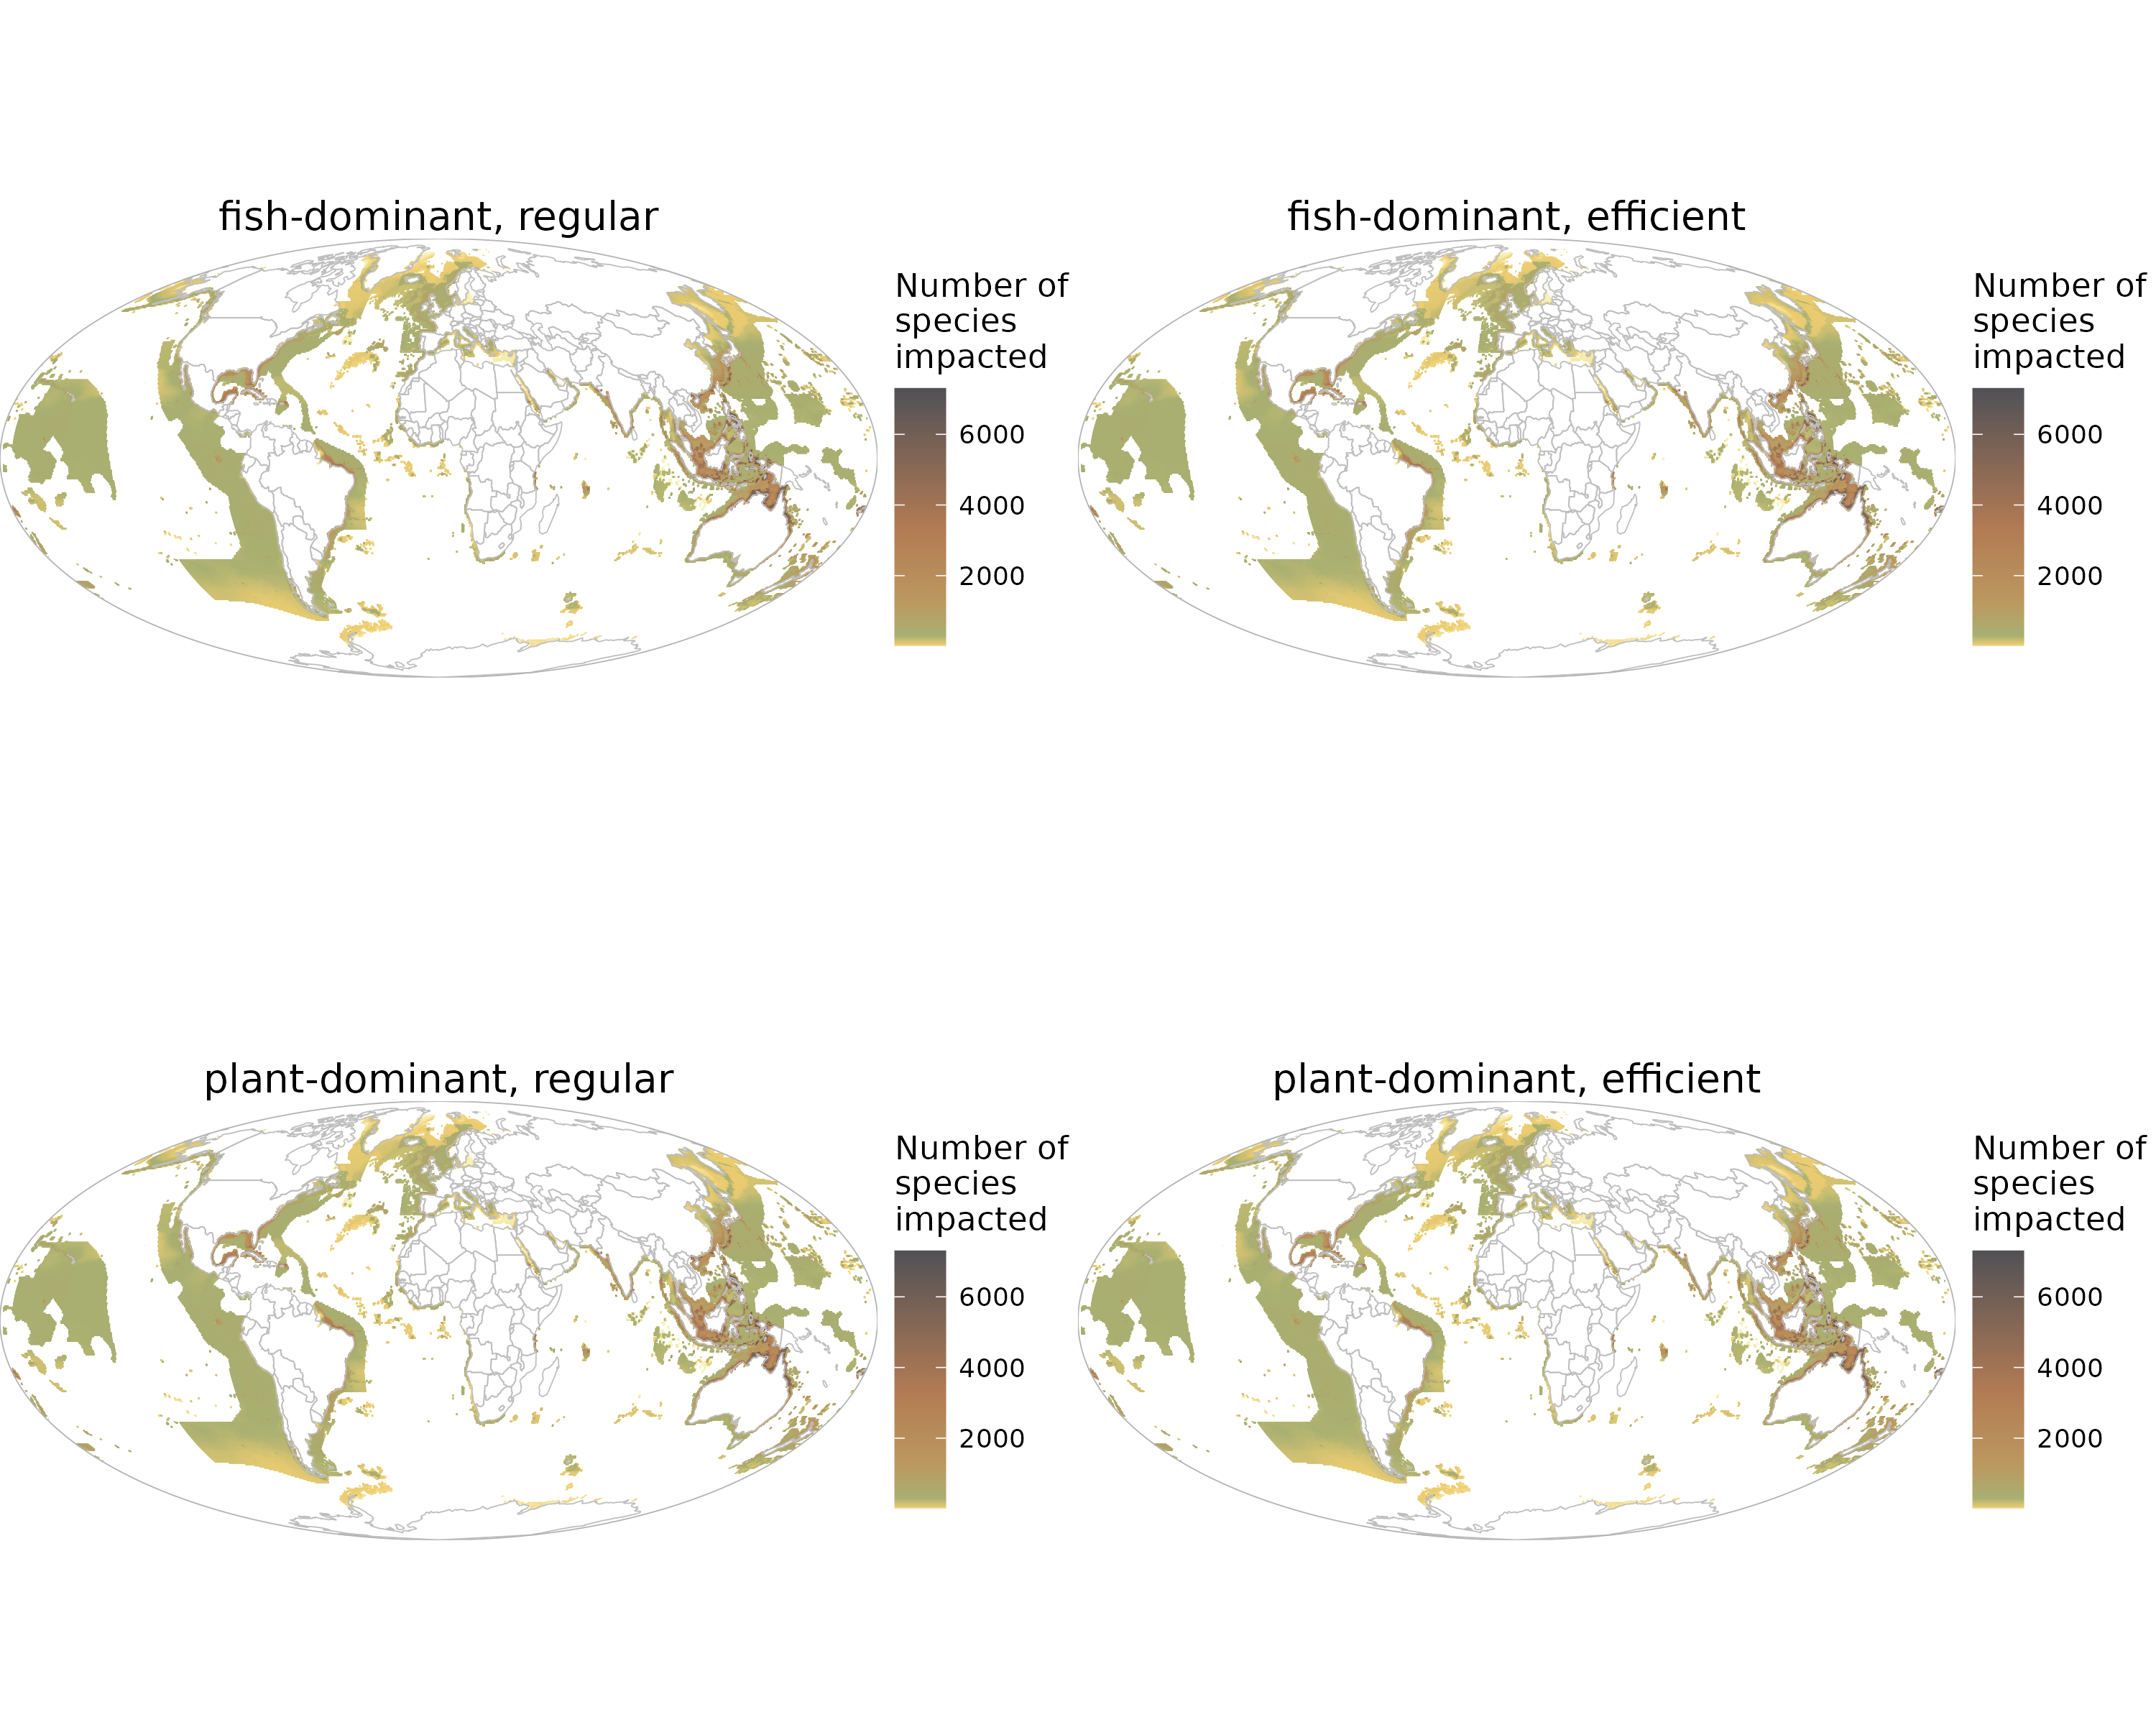 fish-dominant, regular
Number of
species
impacted
6000
4000
2000
fish-dominant, efficient
Number of
species
impacted
6000
4000
2000
plant-dominant, regular
Number of
species
impacted
6000
4000
2000
plant-dominant, efficient
Number of
species
impacted
6000
4000
2000